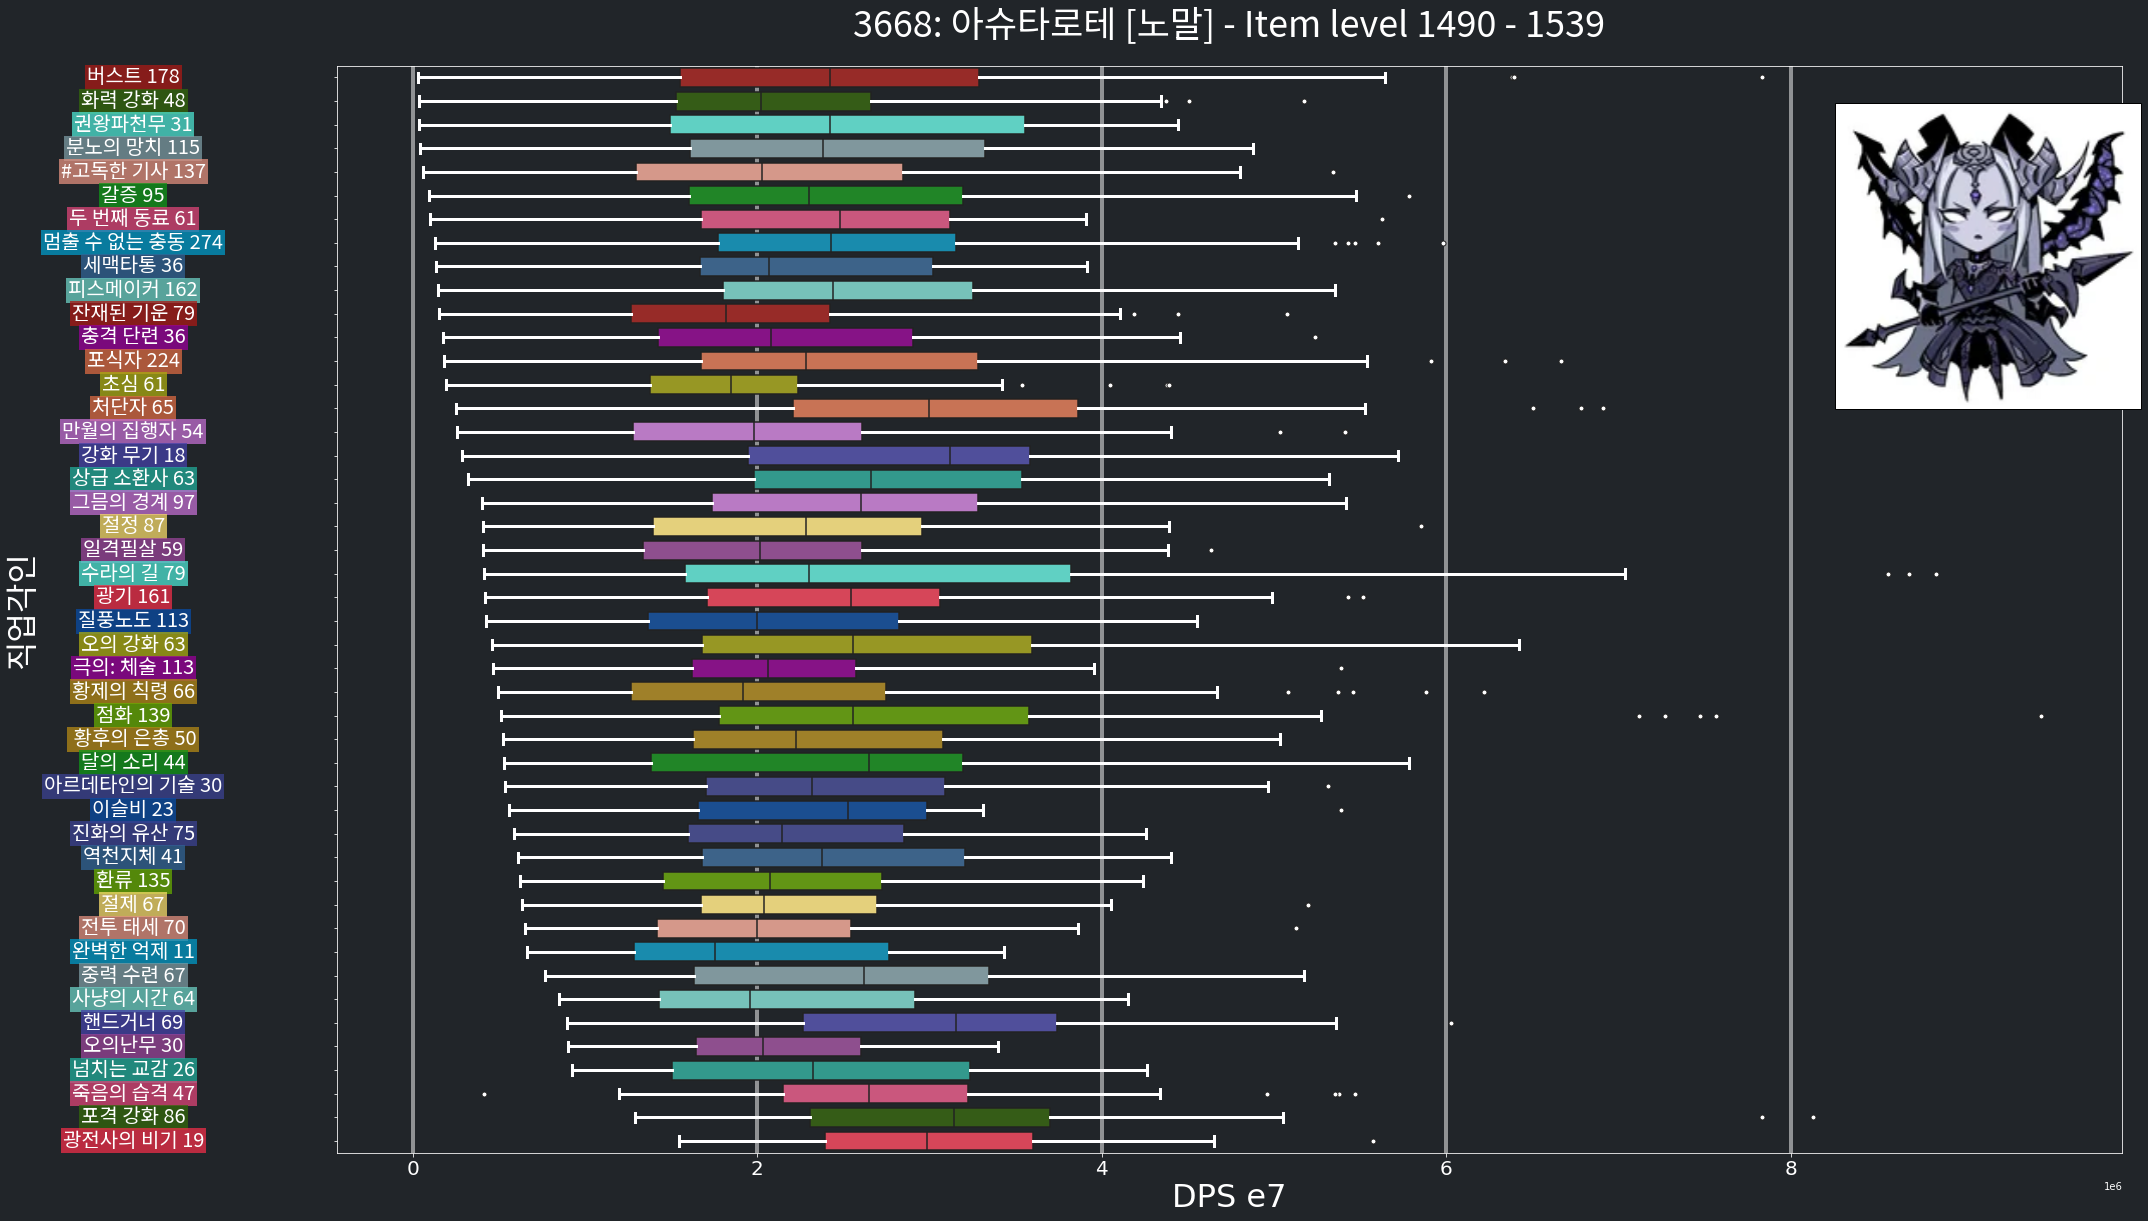 3668: 아슈타로테 [노말] - Item level 1490 - 1539
버스트 178
화력 강화 48
권왕파천무 31
분노의 망치 115
#고독한 기사 137
갈증 95
두 번째 동료 61
멈출 수 없는 충동 274
세맥타통 36
피스메이커 162
잔재된 기운 79
충격 단련 36
포식자 224
초심 61
처단자 65
만월의 집행자 54
강화 무기 18
상급 소환사 63
그믐의 경계 97
절정 87
일격필살 59
수라의 길 79
광기 161
질풍노도 113
오의 강화 63
극의: 체술 113
황제의 칙령 66
점화 139
황후의 은총 50
달의 소리 44
아르데타인의 기술 30
이슬비 23
진화의 유산 75
역천지체 41
환류 135
절제 67
전투 태세 70
완벽한 억제 11
중력 수련 67
사냥의 시간 64
핸드거너 69
오의난무 30
넘치는 교감 26
죽음의 습격 47
포격 강화 86
광전사의 비기 19
직업각인
0 2 4 6 8
1e6
DPS e7